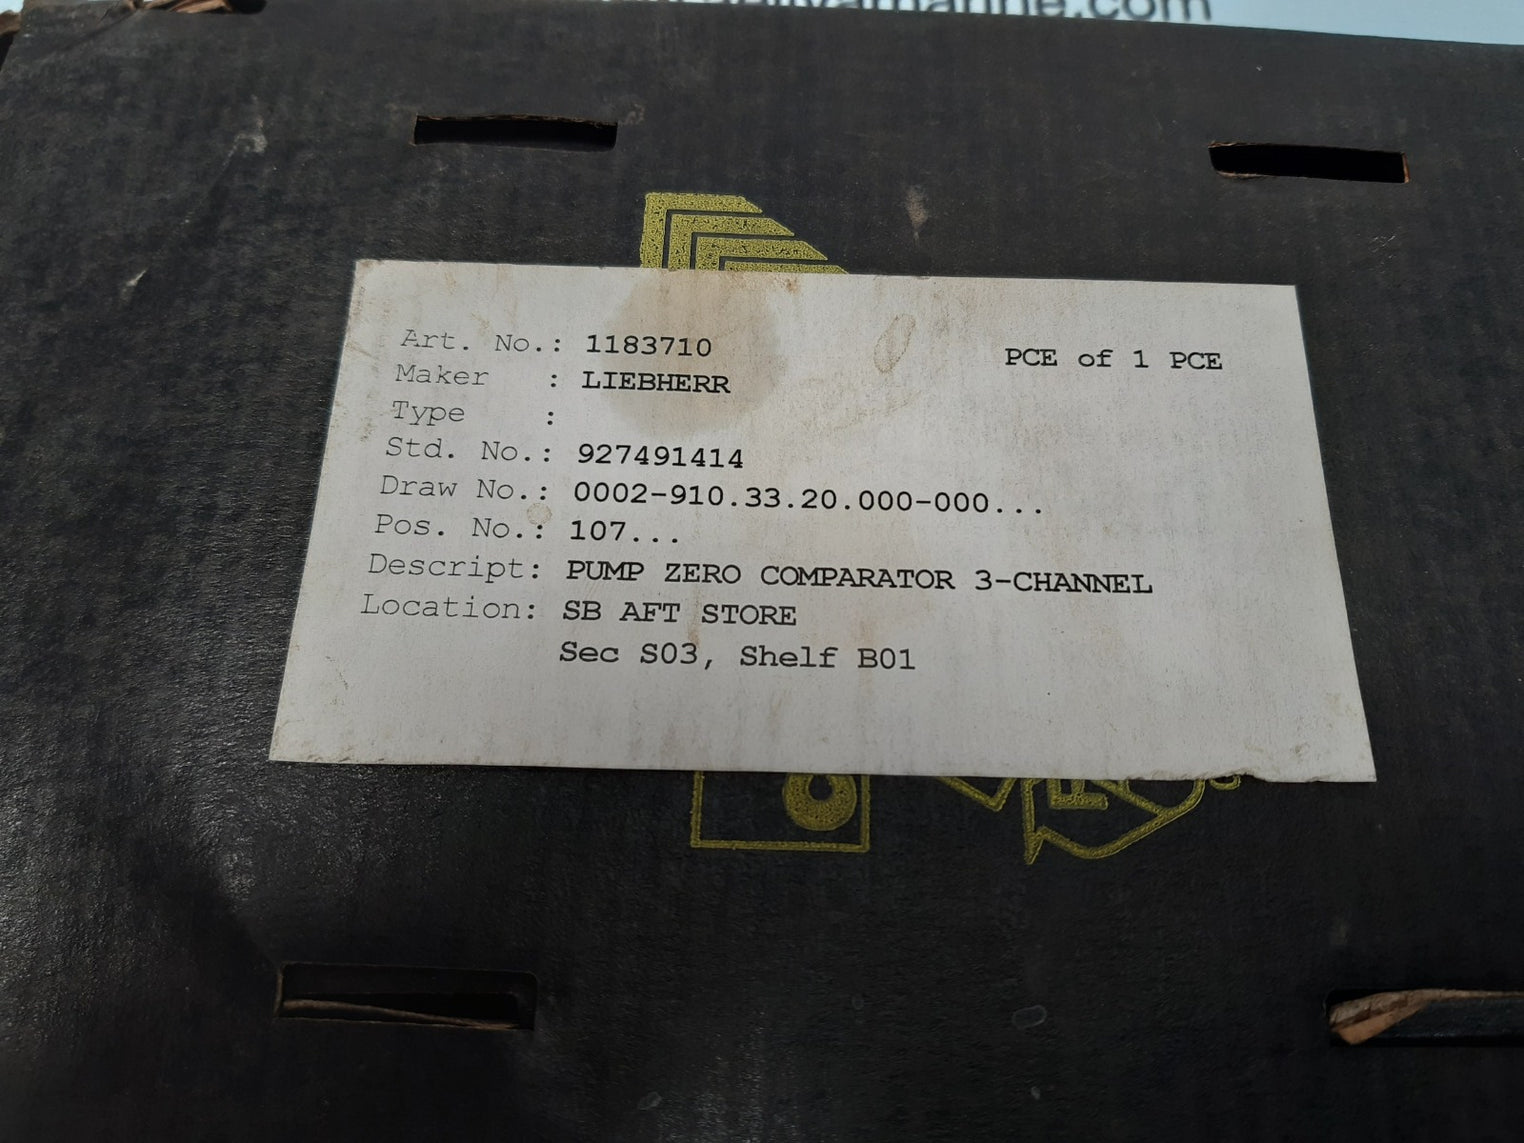 marine.com
Art. No.: 1183710 PCE of 1 PCE
Maker : LIEBHERR
Type :
Std. No.: 927491414
Draw No.: 0002-910.33.20.000-000...
Pos. No.: 107...
Descript: PUMP ZERO COMPARATOR 3-CHANNEL
Location: SB AFT STORE
Sec S03, Shelf B01